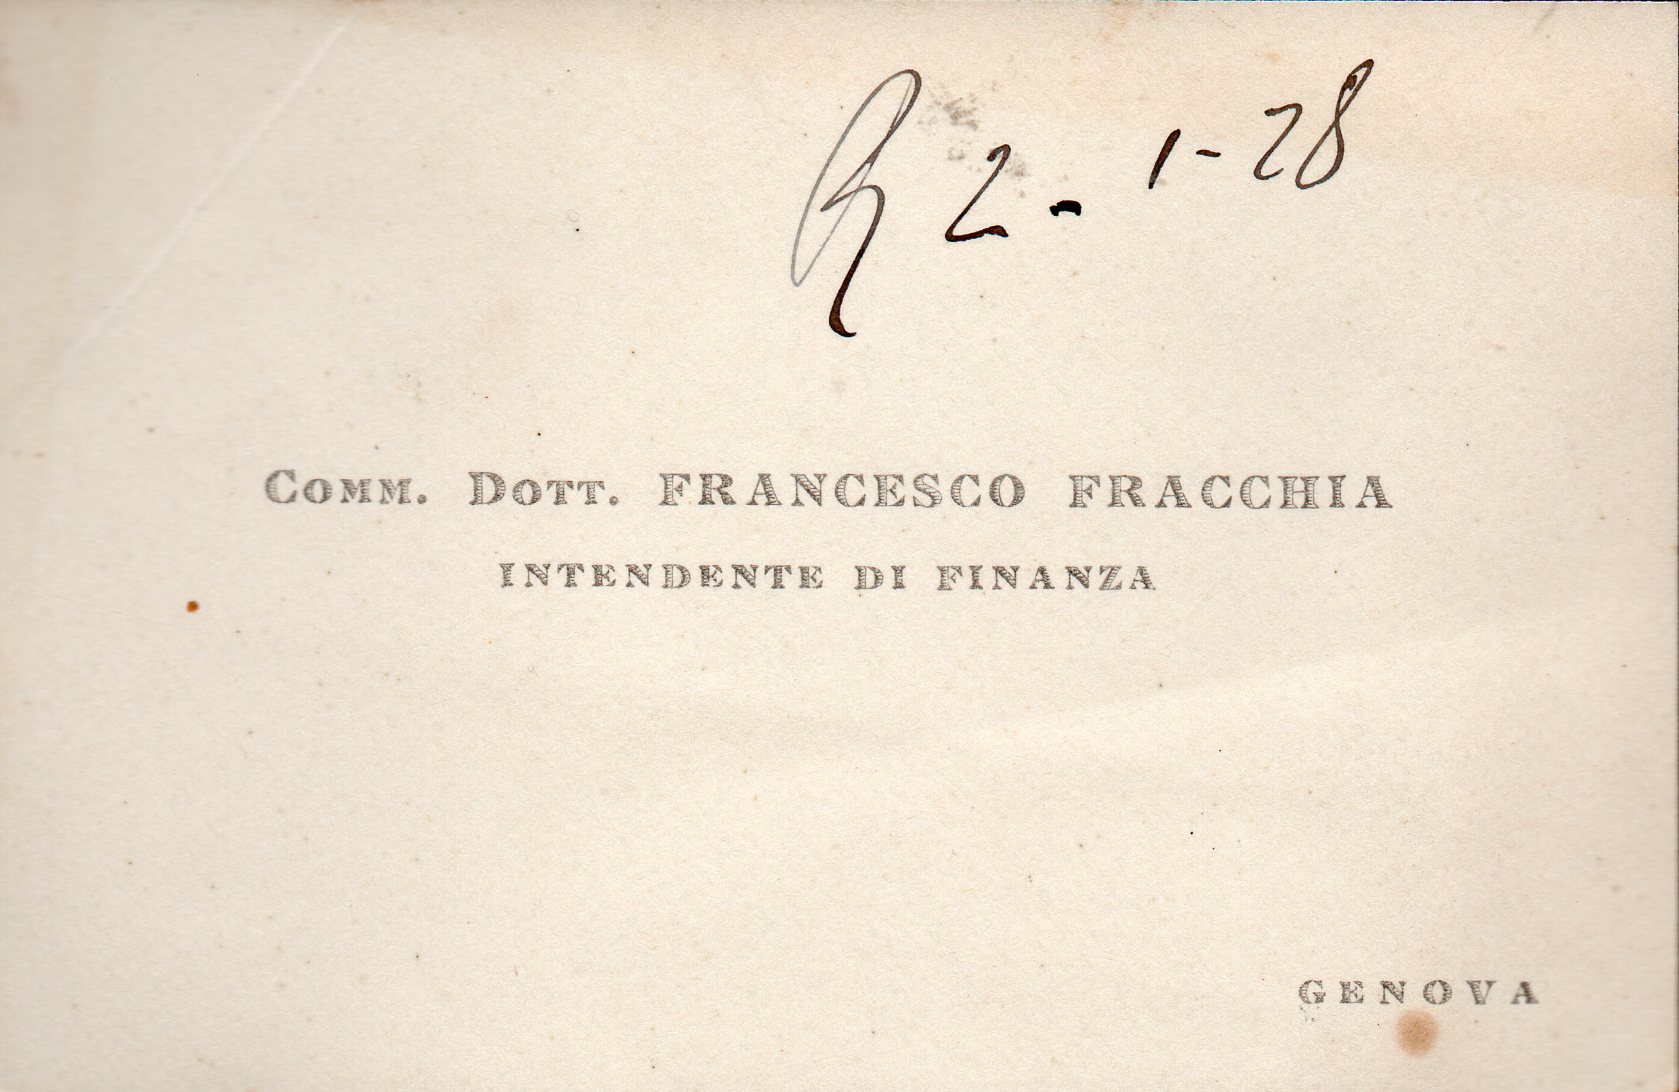 R 2 - 1 - 28
Comm. Dott. FRANCESCO FRACCHIA
INTENDENTE DI FINANZA
GENOVA